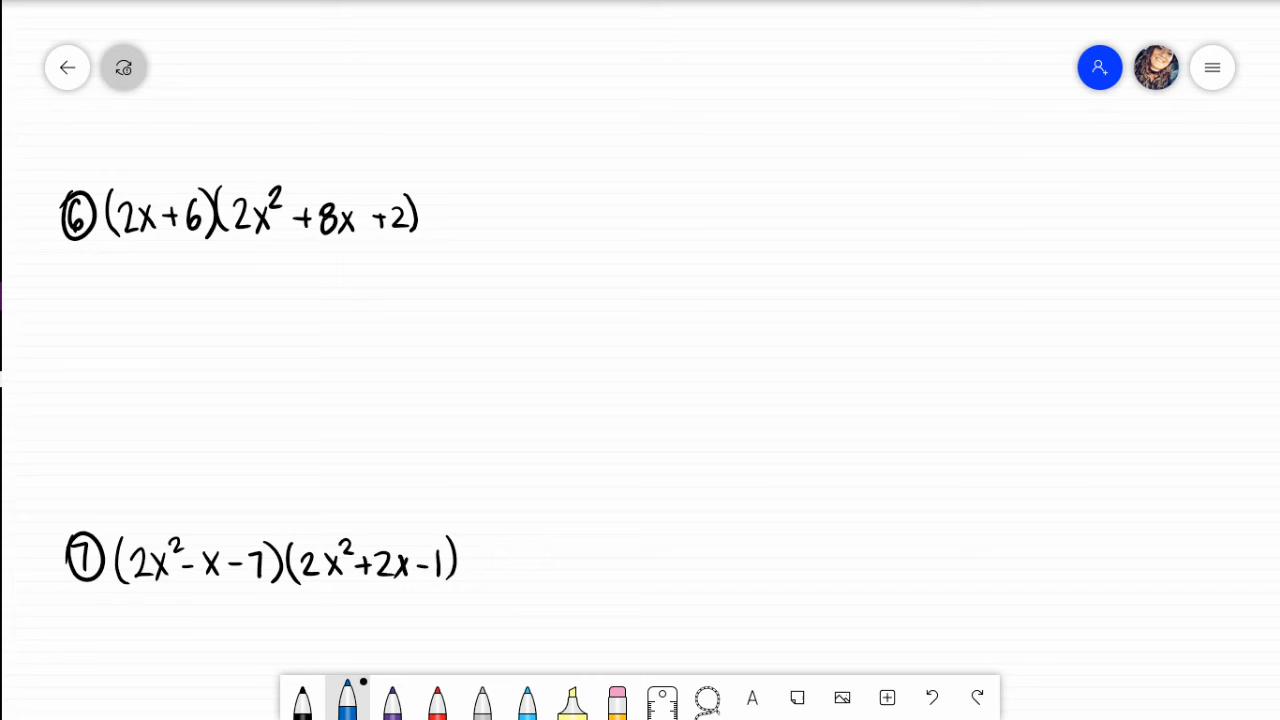 ⑥ (2x + 6)(2x² + 8x + 2)
⑦ (2x² - x - 7)(2x² + 2x - 1)
A